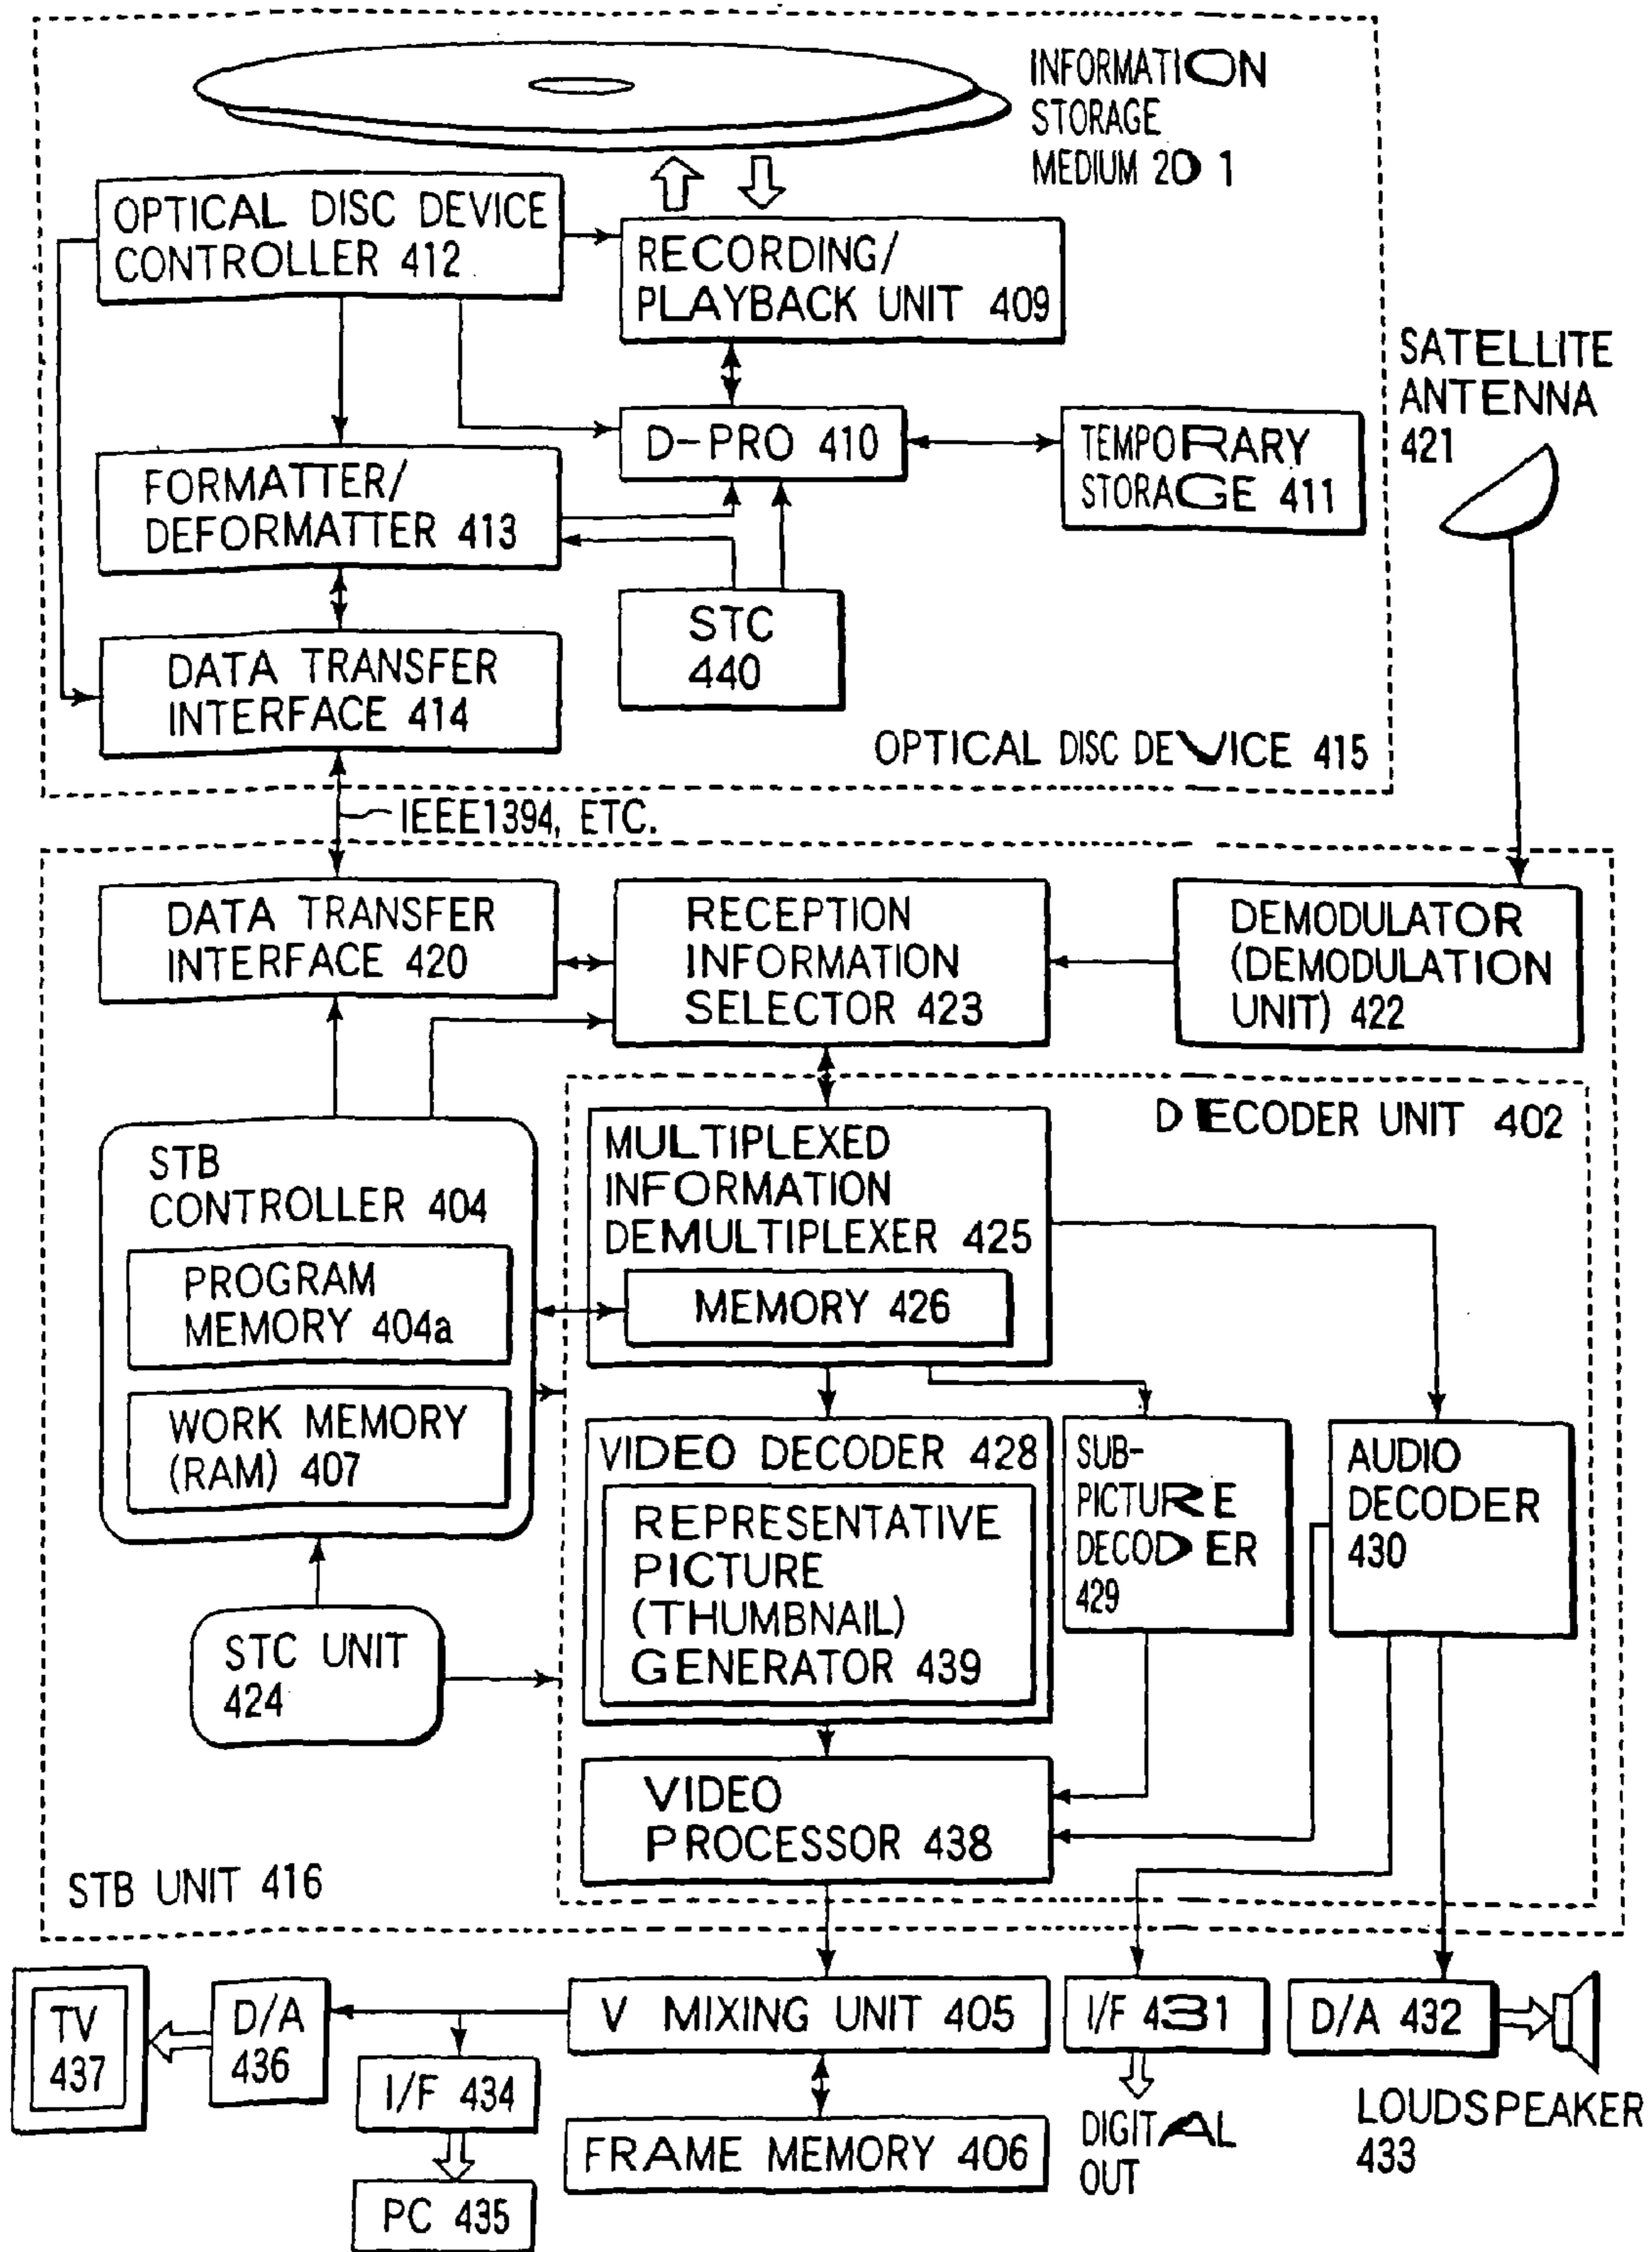 INFORMATION
STORAGE
MEDIUM 201
OPTICAL DISC DEVICE
CONTROLLER 412
RECORDING/
PLAYBACK UNIT 409
SATELLITE
ANTENNA
421
D-PRO 410
TEMPORARY
STORAGE 411
FORMATTER/
DEFORMATTER 413
STC
440
DATA TRANSFER
INTERFACE 414
OPTICAL DISC DEVICE 415
IEEE1394, ETC.
DATA TRANSFER
INTERFACE 420
RECEPTION
INFORMATION
SELECTOR 423
DEMODULATOR
(DEMODULATION
UNIT) 422
DECODER UNIT 402
STB
CONTROLLER 404
PROGRAM
MEMORY 404a
WORK MEMORY
(RAM) 407
MULTIPLEXED
INFORMATION
DEMULTIPLEXER 425
MEMORY 426
VIDEO DECODER 428
REPRESENTATIVE
PICTURE
(THUMBNAIL)
GENERATOR 439
SUB-
PICTURE
DECODER
429
AUDIO
DECODER
430
STC UNIT
424
VIDEO
PROCESSOR 438
STB UNIT 416
TV
437
D/A
436
I/F 434
PC 435
V MIXING UNIT 405
FRAME MEMORY 406
I/F 431
DIGITAL
OUT
D/A 432
LOUDSPEAKER
433